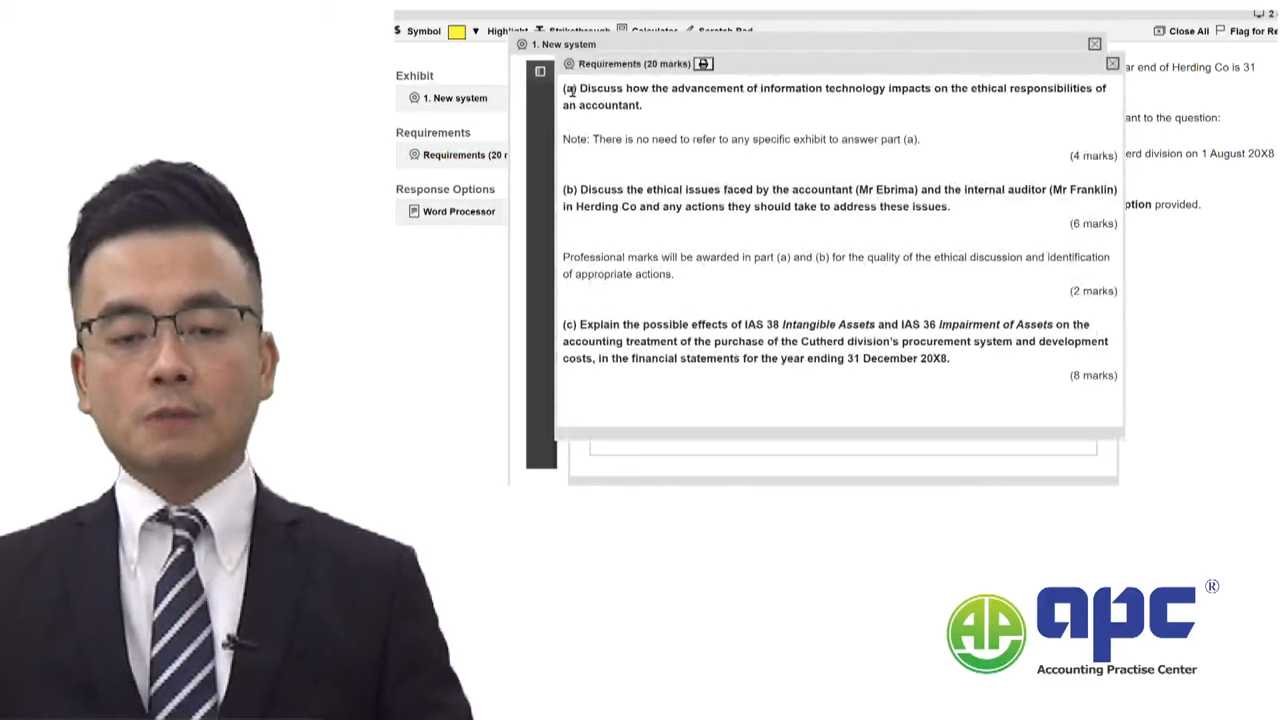 2
$ Symbol ▼ Highlight Strikethrough Calculator Scratch Pad Close All Flag for Re
1. New system
Requirements (20 marks)
ar end of Herding Co is 31
Exhibit
1. New system
(a) Discuss how the advancement of information technology impacts on the ethical responsibilities of
an accountant.
ant to the question:
Requirements
Note: There is no need to refer to any specific exhibit to answer part (a).
Requirements (20 r
(4 marks)
erd division on 1 August 20X8
Response Options
(b) Discuss the ethical issues faced by the accountant (Mr Ebrima) and the internal auditor (Mr Franklin)
in Herding Co and any actions they should take to address these issues.
ption provided.
Word Processor
(6 marks)
Professional marks will be awarded in part (a) and (b) for the quality of the ethical discussion and identification
of appropriate actions.
(2 marks)
(c) Explain the possible effects of IAS 38 Intangible Assets and IAS 36 Impairment of Assets on the
accounting treatment of the purchase of the Cutherd division's procurement system and development
costs, in the financial statements for the year ending 31 December 20X8.
(8 marks)
AP apc ®
Accounting Practise Center